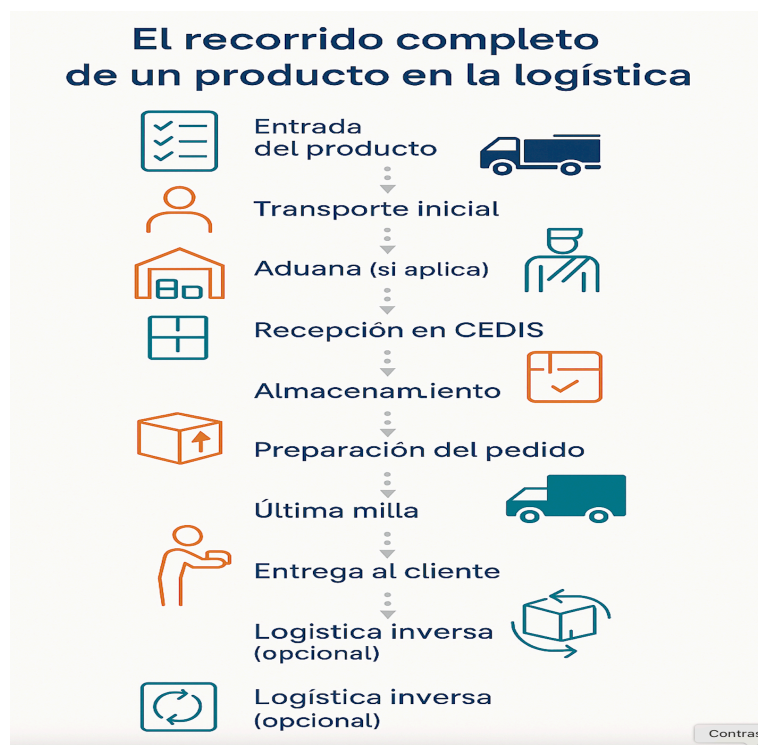 El recorrido completo
de un producto en la logística
Entrada
del producto
Transporte inicial
Aduana (si aplica)
Recepción en CEDIS
Almacenamiento
Preparación del pedido
Última milla
Entrega al cliente
Logistica inversa
(opcional)
Logística inversa
(opcional)